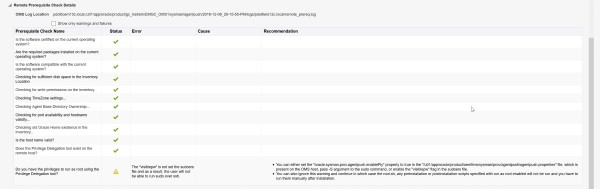 Remote Prerequisite Check Details
OMS Log Location
Show only warnings and failures
Prerequisite Check Name Status Error Cause Recommendation
Is the software certified on the current operating system?
Are the required packages installed on the current operating system?
Is the software compatible with the current operating system?
Checking for sufficient disk space in the Inventory Location
Checking for write permissions on the Inventory
Checking TimeZone settings...
Checking Agent Base Directory Ownership...
Checking for port availability and hostname's validity...
Checking old Oracle Home existence in the Inventory...
Is the host name valid?
Does the Privilege Delegation tool exist on the remote host?
Do you have the privileges to run as root using the Privilege Delegation tool?
The "visiblepw" is not set the sudoers file and as a result, the user will not be able to run sudo over ssh.
You can either set the
property to true in the
file, which is present on the OMS host, pass -S argument to the sudo command, or enable the "visiblepw" flag in the sudoers file.
You can also ignore this warning and continue in which case the root.sh, any preinstallation or postinstallation scripts specified with run as root enabled will not be run and you have to run them manually after installation.